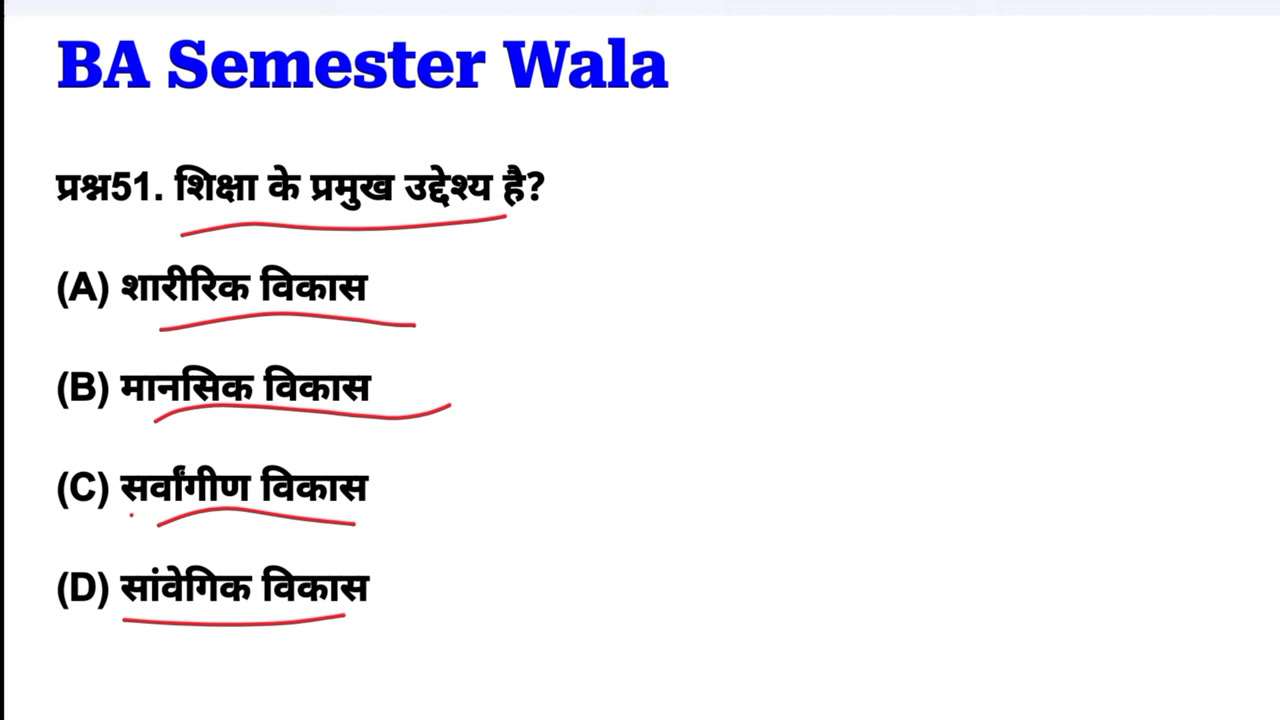 BA Semester Wala
प्रश्न51. शिक्षा के प्रमुख उद्देश्य है?
(A) शारीरिक विकास
(B) मानसिक विकास
(C) सर्वांगीण विकास
(D) सांवेगिक विकास